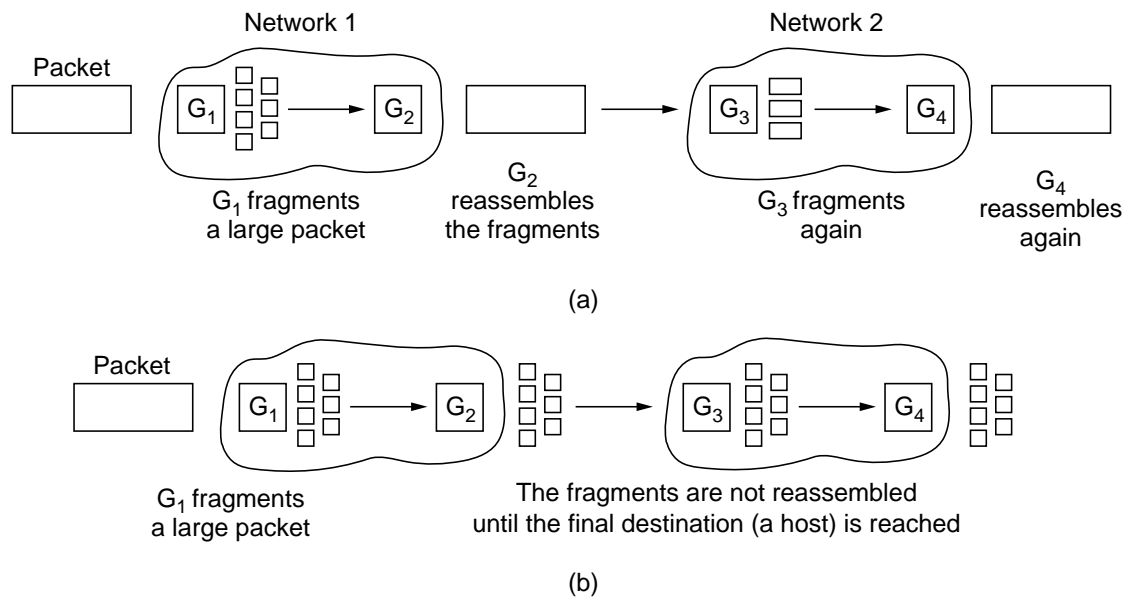 Network 1
Network 2
Packet
G1
G2
G3
G4
G1 fragments
a large packet
G2
reassembles
the fragments
G3 fragments
again
G4
reassembles
again
(a)
Packet
G1
G2
G3
G4
G1 fragments
a large packet
The fragments are not reassembled
until the final destination (a host) is reached
(b)